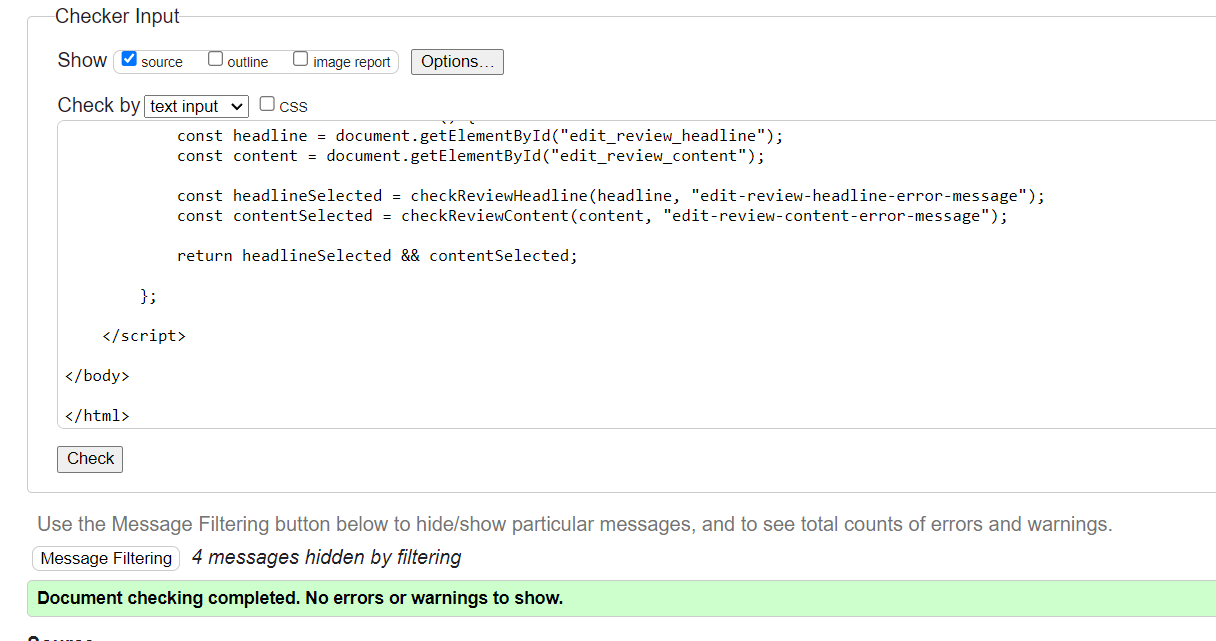 Checker Input
Show source outline image report Options...
Check by text input CSS
const headline = document.getElementById("edit_review_headline");
const content = document.getElementById("edit_review_content");
const headlineSelected = checkReviewHeadline(headline, "edit-review-headline-error-message");
const contentSelected = checkReviewContent(content, "edit-review-content-error-message");
return headlineSelected && contentSelected;
};
</script>
</body>
</html>
Check
Use the Message Filtering button below to hide/show particular messages, and to see total counts of errors and warnings.
Message Filtering 4 messages hidden by filtering
Document checking completed. No errors or warnings to show.